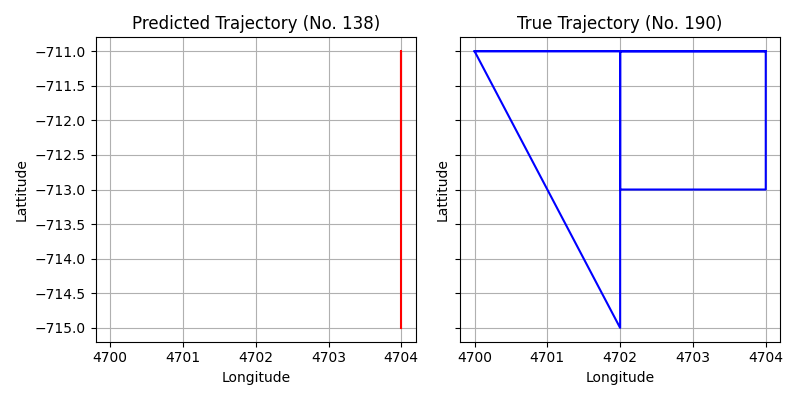 Predicted Trajectory (No. 138)
True Trajectory (No. 190)
−711.0
−711.5
−712.0
−712.5
−713.0
−713.5
−714.0
−714.5
−715.0
Lattitude
Lattitude
4700 4701 4702 4703 4704
4700 4701 4702 4703 4704
Longitude
Longitude